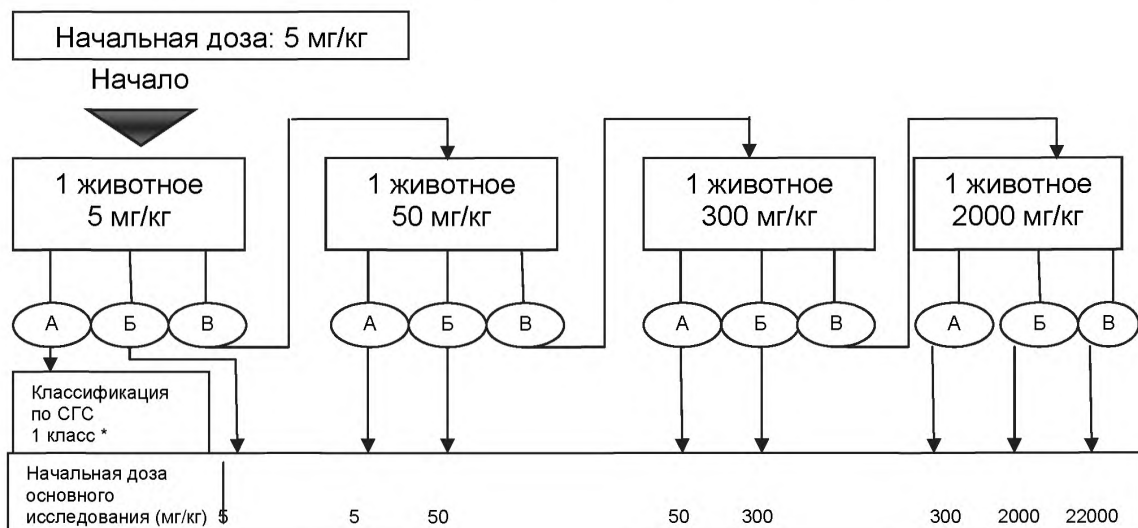 Начальная доза: 5 мг/кг
Начало
1 животное
5 мг/кг
1 животное
50 мг/кг
1 животное
300 мг/кг
1 животное
2000 мг/кг
А Б В А Б В А Б В А Б В
Классификация
по СГС
1 класс *
Начальная доза
основного
исследования (мг/кг) 5 5 50 50 300 300 2000 22000